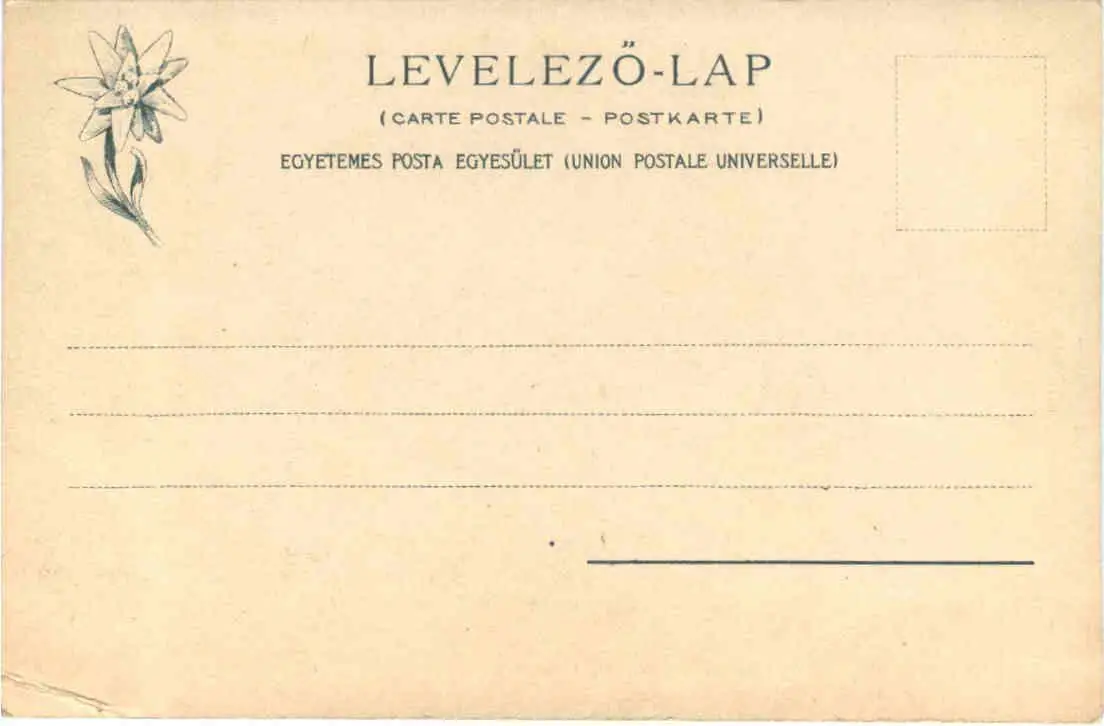 LEVELEZŐ-LAP
(CARTE POSTALE - POSTKARTE)
EGYETEMES POSTA EGYESÜLET (UNION POSTALE UNIVERSELLE)